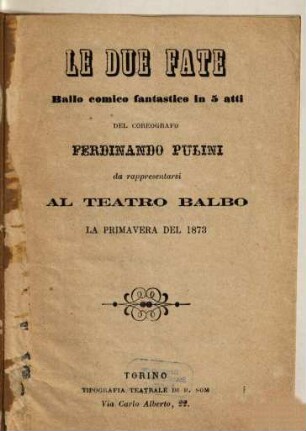 LE DUE FATE
Ballo comico fantastico in 5 atti
DEL COREOGRAFO
FERDINANDO PULINI
da rappresentarsi
AL TEATRO BALBO
LA PRIMAVERA DEL 1873
TORINO
TIPOGRAFIA TEATRALE DI B. SOM
Via Carlo Alberto, 22.